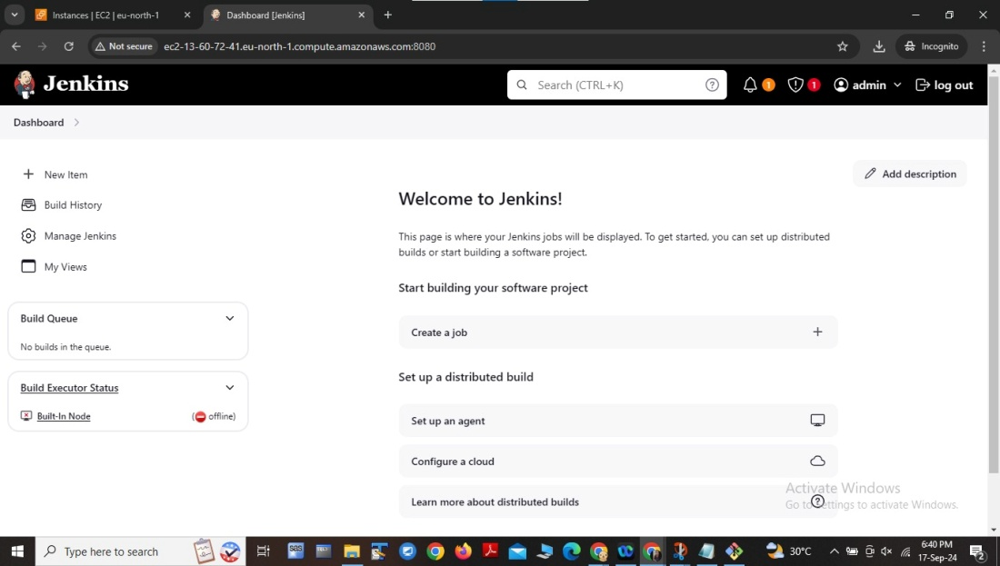 Instances | EC2 | eu-north-1
Dashboard [Jenkins]
Not secure
ec2-13-60-72-41.eu-north-1.compute.amazonaws.com:8080
Incognito
Jenkins
Search (CTRL+K)
1
1
admin
log out
Dashboard
New Item
Build History
Manage Jenkins
My Views
Build Queue
No builds in the queue.
Build Executor Status
Built-In Node
(offline)
Add description
Welcome to Jenkins!
This page is where your Jenkins jobs will be displayed. To get started, you can set up distributed
builds or start building a software project.
Start building your software project
Create a job
Set up a distributed build
Set up an agent
Configure a cloud
Learn more about distributed builds
Activate Windows
Go to Settings to activate Windows.
Type here to search
30°C
6:40 PM
17-Sep-24
2